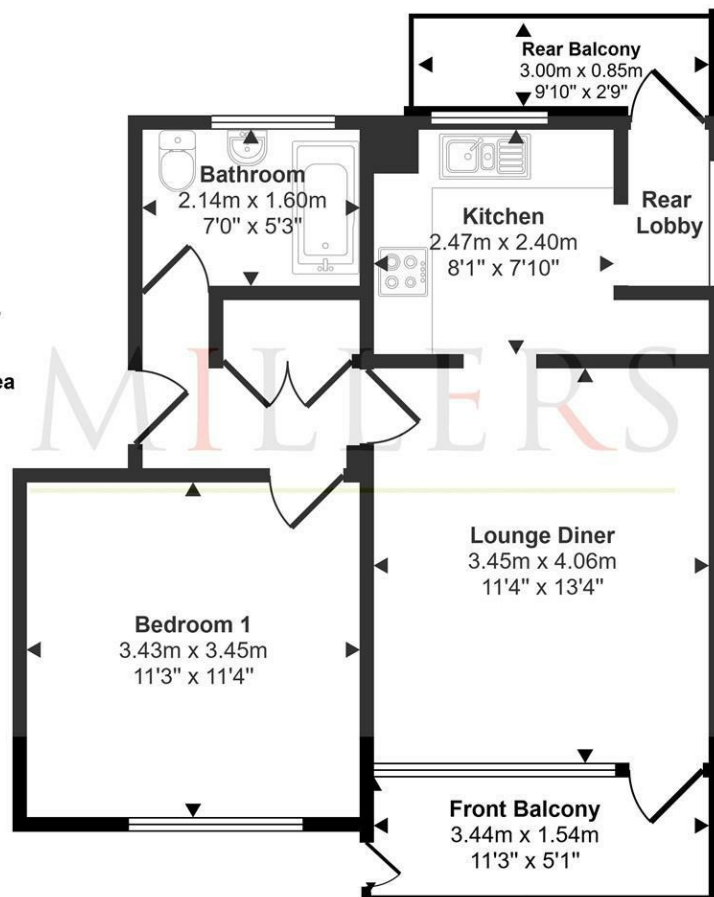 Rear Balcony
3.00m x 0.85m
9'10" x 2'9"
Bathroom
2.14m x 1.60m
7'0" x 5'3"
Kitchen
2.47m x 2.40m
8'1" x 7'10"
Rear
Lobby
ea
MILLERS
Lounge Diner
3.45m x 4.06m
11'4" x 13'4"
Bedroom 1
3.43m x 3.45m
11'3" x 11'4"
Front Balcony
3.44m x 1.54m
11'3" x 5'1"